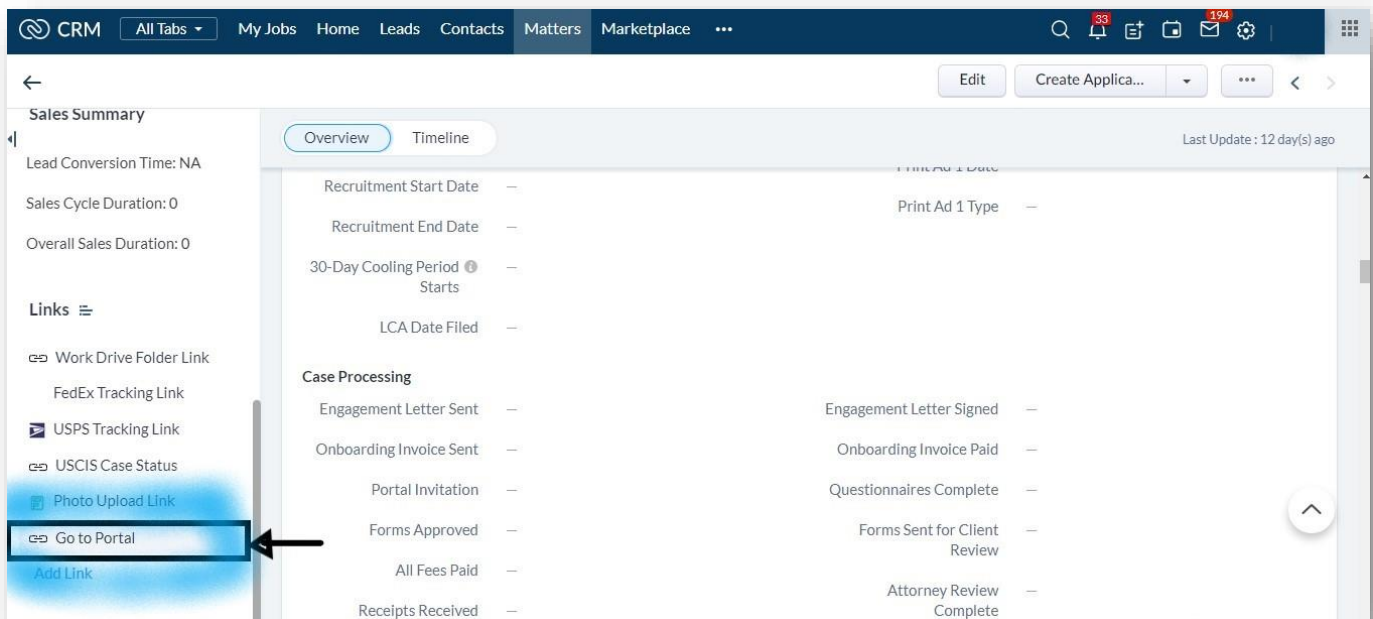 CRM All Tabs My Jobs Home Leads Contacts Matters Marketplace ••• 33 194
Edit Create Applica... •••
Sales Summary
Lead Conversion Time: NA
Sales Cycle Duration: 0
Overall Sales Duration: 0
Links
Work Drive Folder Link
FedEx Tracking Link
USPS Tracking Link
USCIS Case Status
Photo Upload Link
Go to Portal
Add Link
Overview Timeline Last Update : 12 day(s) ago
Print Ad 1 Date
Recruitment Start Date —
Print Ad 1 Type —
Recruitment End Date —
30-Day Cooling Period —
Starts
LCA Date Filed —
Case Processing
Engagement Letter Sent — Engagement Letter Signed —
Onboarding Invoice Sent — Onboarding Invoice Paid —
Portal Invitation — Questionnaires Complete —
Forms Approved — Forms Sent for Client —
Review
All Fees Paid —
Attorney Review —
Receipts Received — Complete